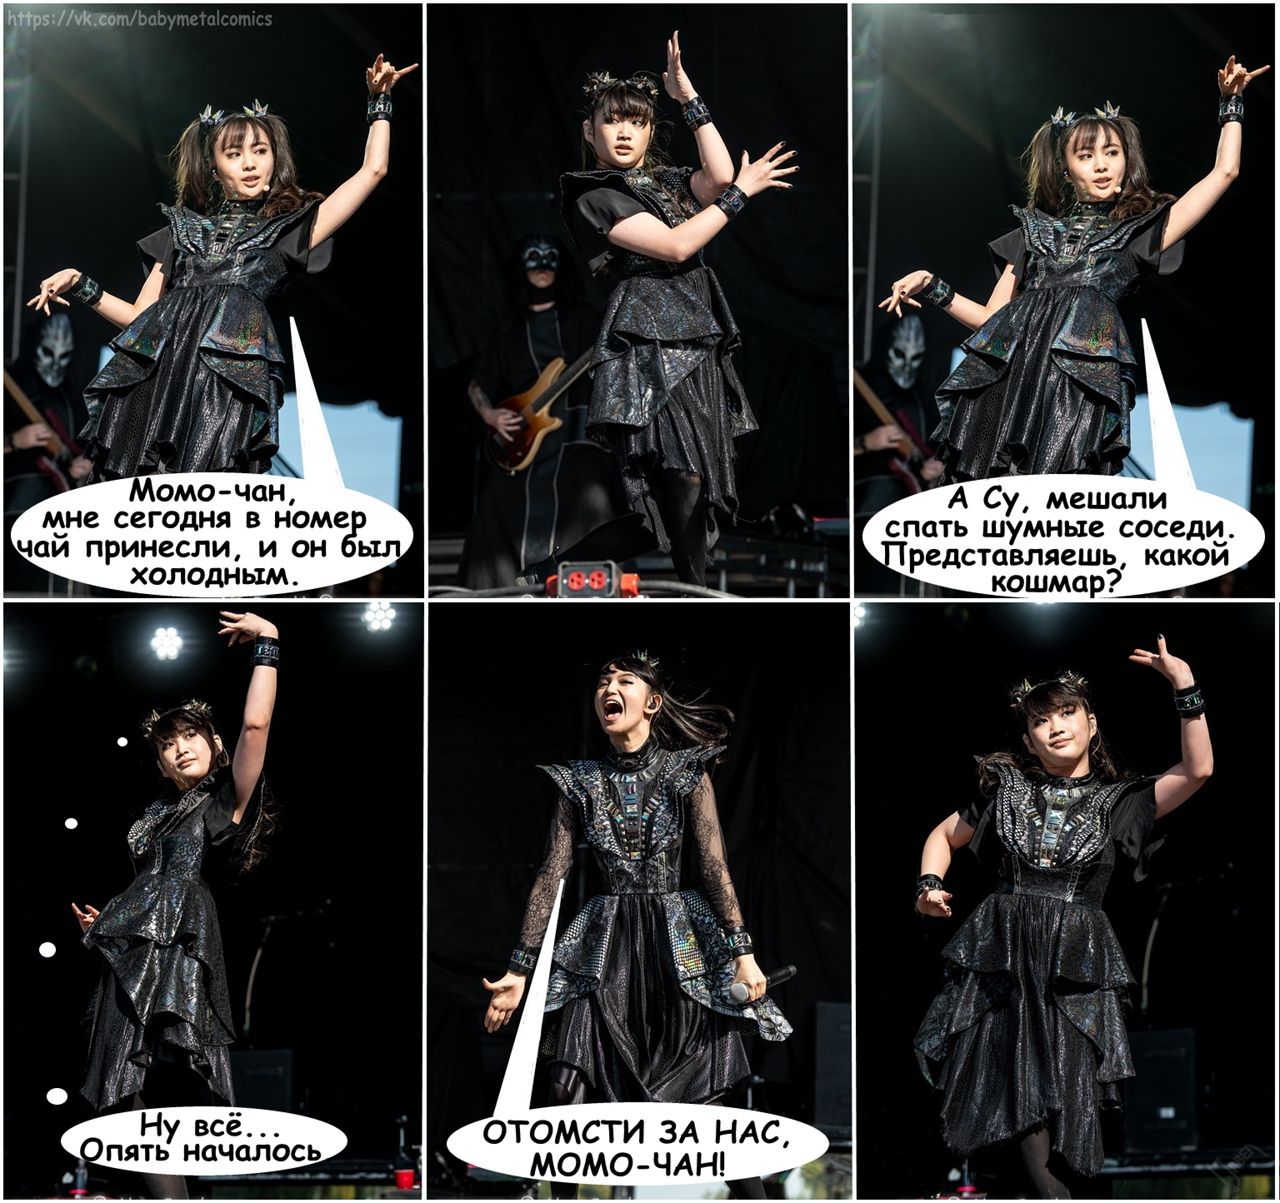 https://vk.com/babymetalcomics
Момо-чан,
мне сегодня в номер
чай принесли, и он был
холодным.
А Су, мешали
спать шумные соседи.
Представляешь, какой
кошмар?
Ну всё...
Опять началось
ОТОМСТИ ЗА НАС,
МОМО-ЧАН!